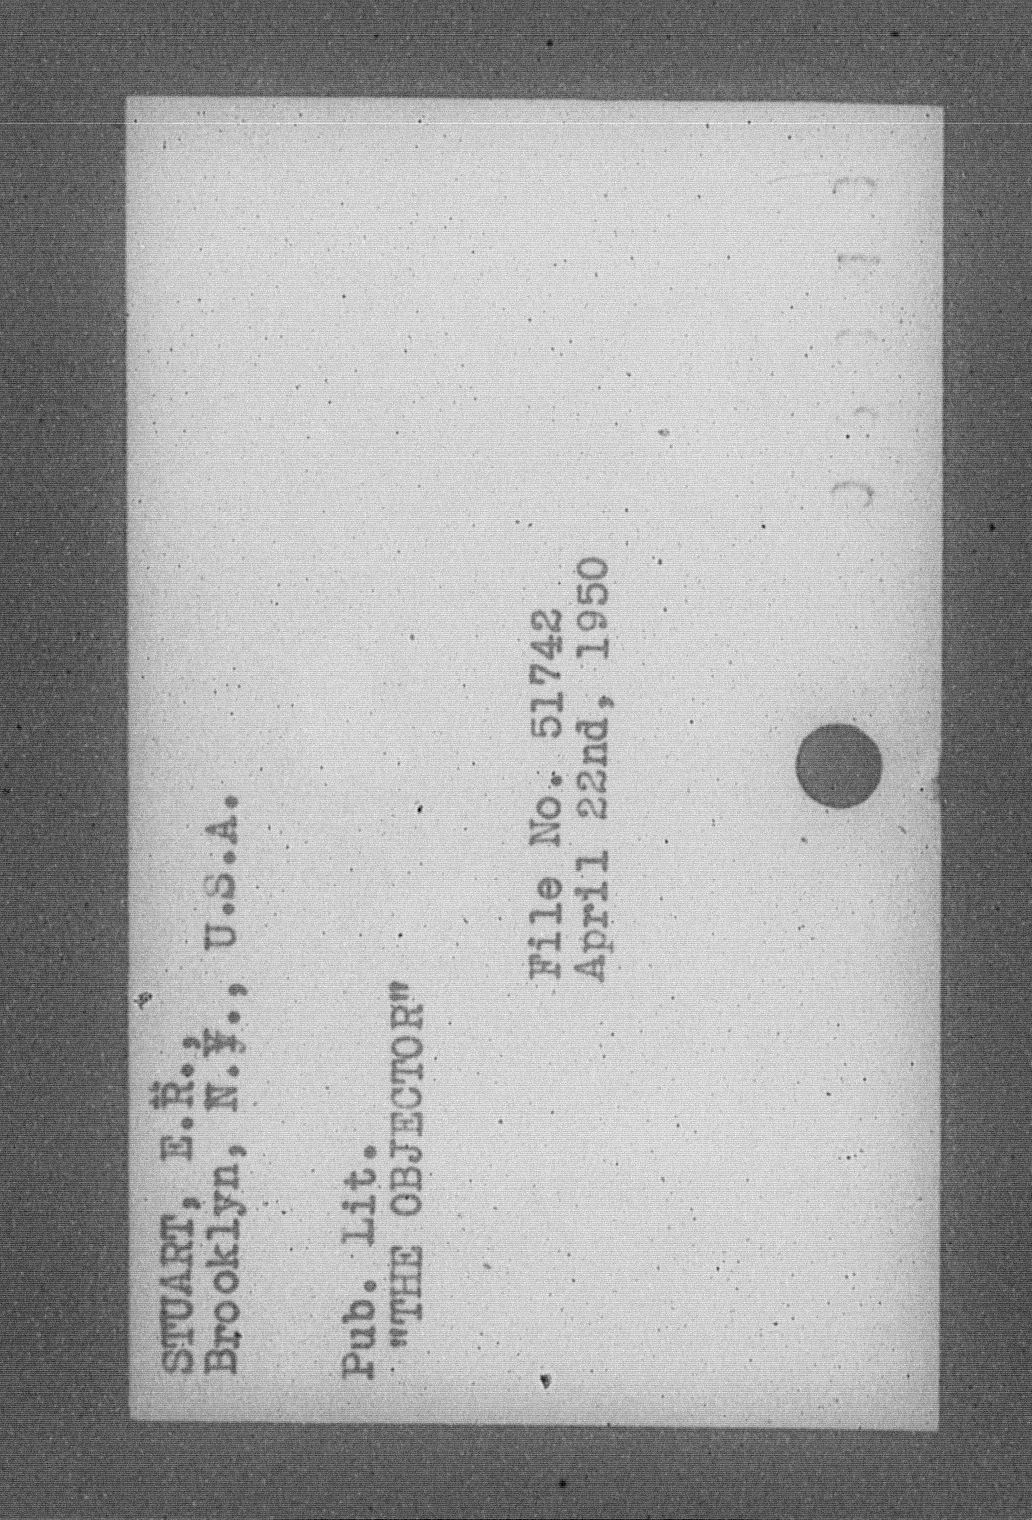 STUART, E.R.,
Brooklyn, N.Y., U.S.A.
Pub. Lit.
"THE OBJECTOR"
File No. 51742
April 22nd, 1950